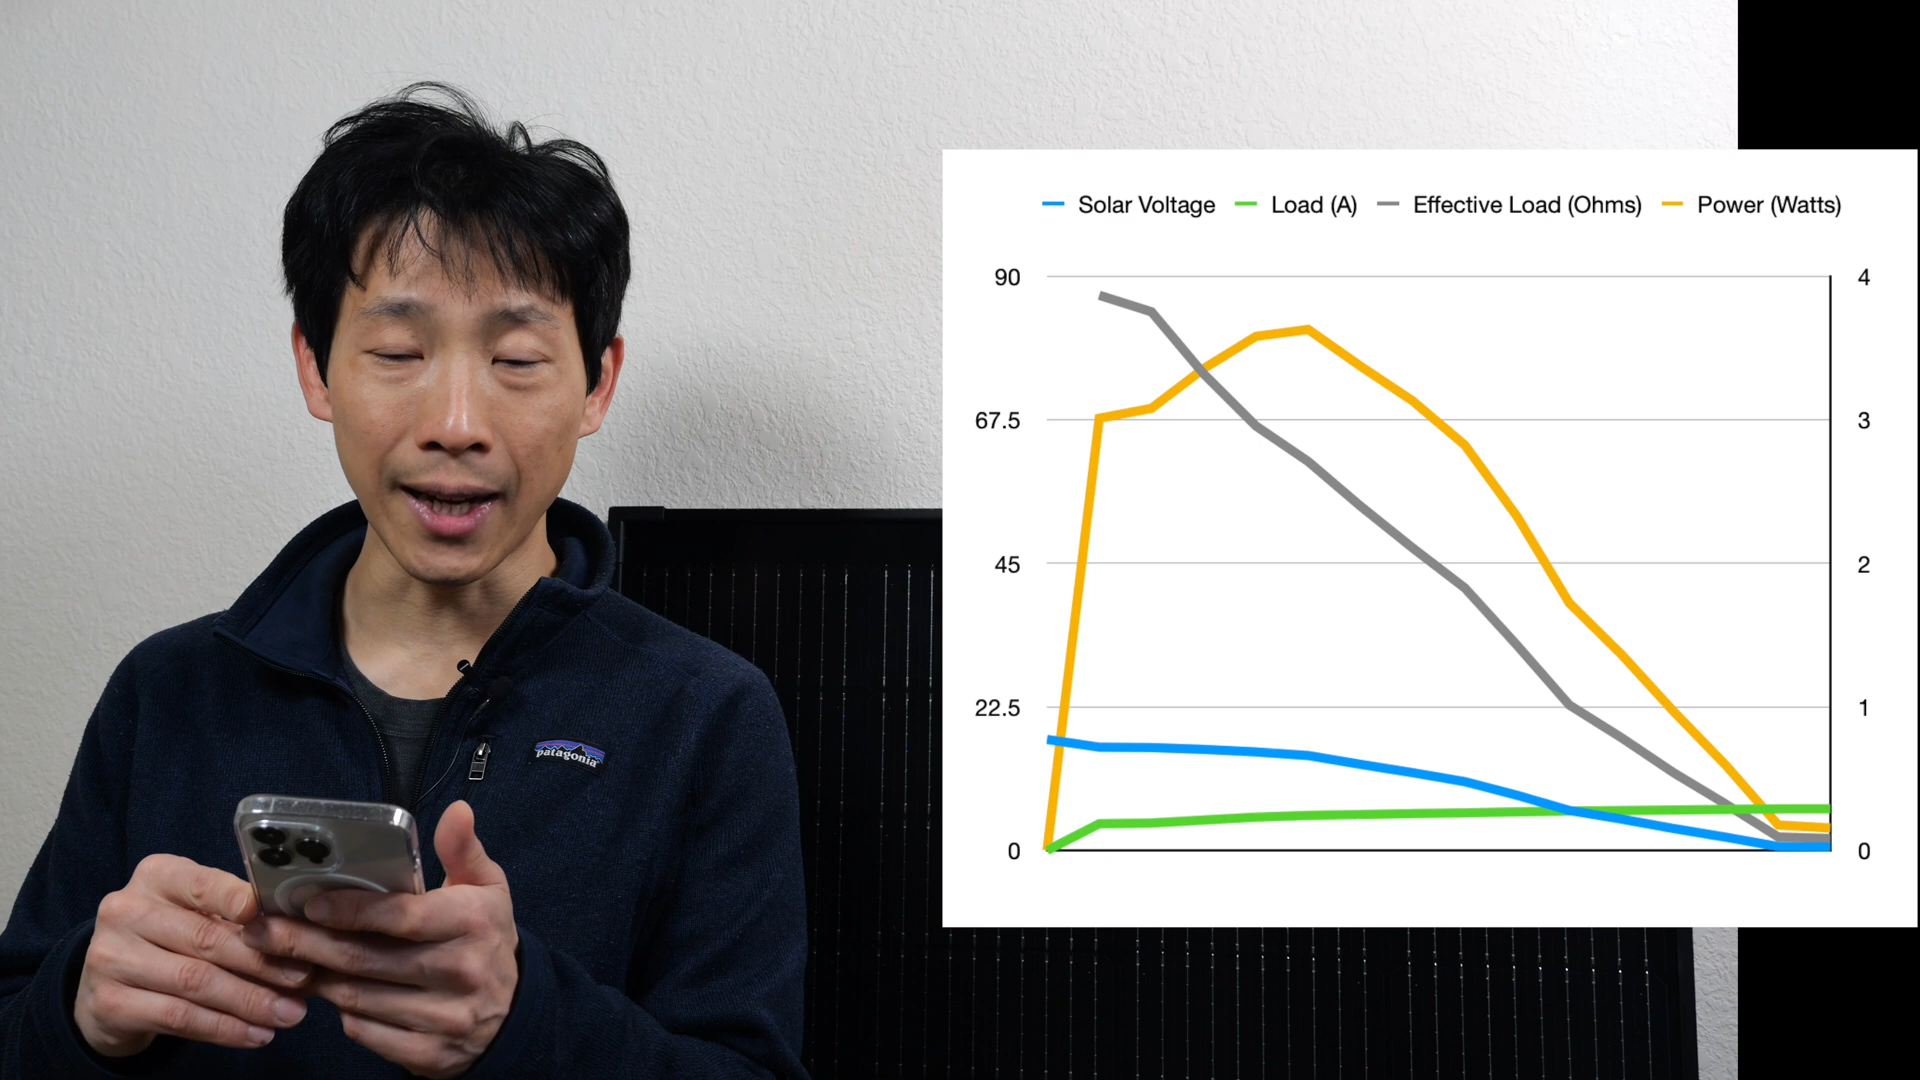 Solar Voltage Load (A) Effective Load (Ohms) Power (Watts)
90 4
67.5 3
45 2
22.5 1
0 0
patagonia